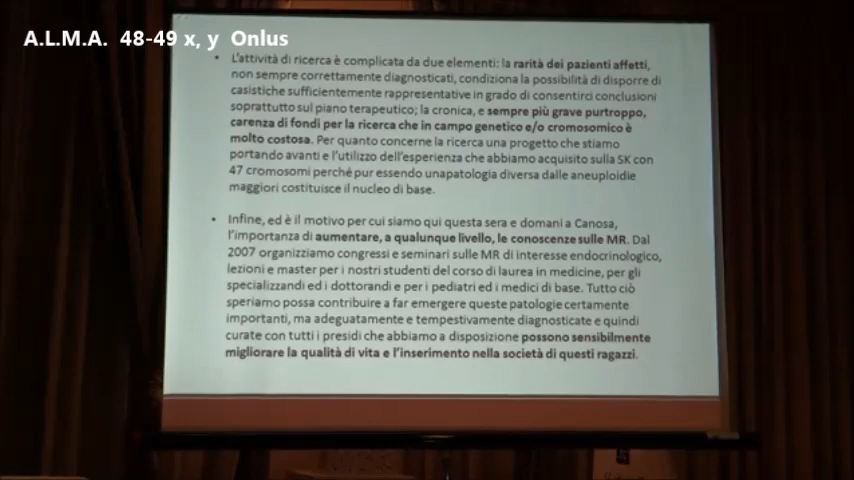 A.L.M.A. 48-49 x, y Onlus
• L'attività di ricerca è complicata da due elementi: la rarità dei pazienti affetti,
non sempre correttamente diagnosticati, condiziona la possibilità di disporre di
casistiche sufficientemente rappresentative in grado di consentirci conclusioni
soprattutto sul piano terapeutico; la cronica, e sempre più grave purtroppo,
carenza di fondi per la ricerca che in campo genetico e/o cromosomico è
molto costosa. Per quanto concerne la ricerca una progetto che stiamo
portando avanti e l'utilizzo dell'esperienza che abbiamo acquisito sulla SK con
47 cromosomi perché pur essendo unapatologia diversa dalle aneuploidie
maggiori costituisce il nucleo di base.
• Infine, ed è il motivo per cui siamo qui questa sera e domani a Canosa,
l'importanza di aumentare, a qualunque livello, le conoscenze sulle MR. Dal
2007 organizziamo congressi e seminari sulle MR di interesse endocrinologico,
lezioni e master per i nostri studenti del corso di laurea in medicine, per gli
specializzandi ed i dottorandi e per i pediatri ed i medici di base. Tutto ciò
speriamo possa contribuire a far emergere queste patologie certamente
importanti, ma adeguatamente e tempestivamente diagnosticate e quindi
curate con tutti i presidi che abbiamo a disposizione possono sensibilmente
migliorare la qualità di vita e l'inserimento nella società di questi ragazzi.